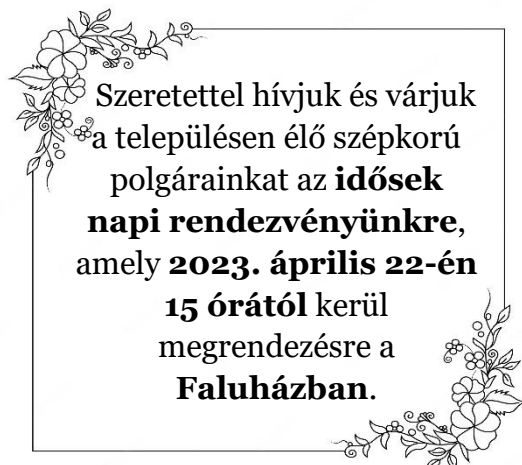 Szeretettel hívjuk és várjuk
a településen élő szépkorú
polgárainkat az idősek
napi rendezvényünkre,
amely 2023. április 22-én
15 órától kerül
megrendezésre a
Faluházban.